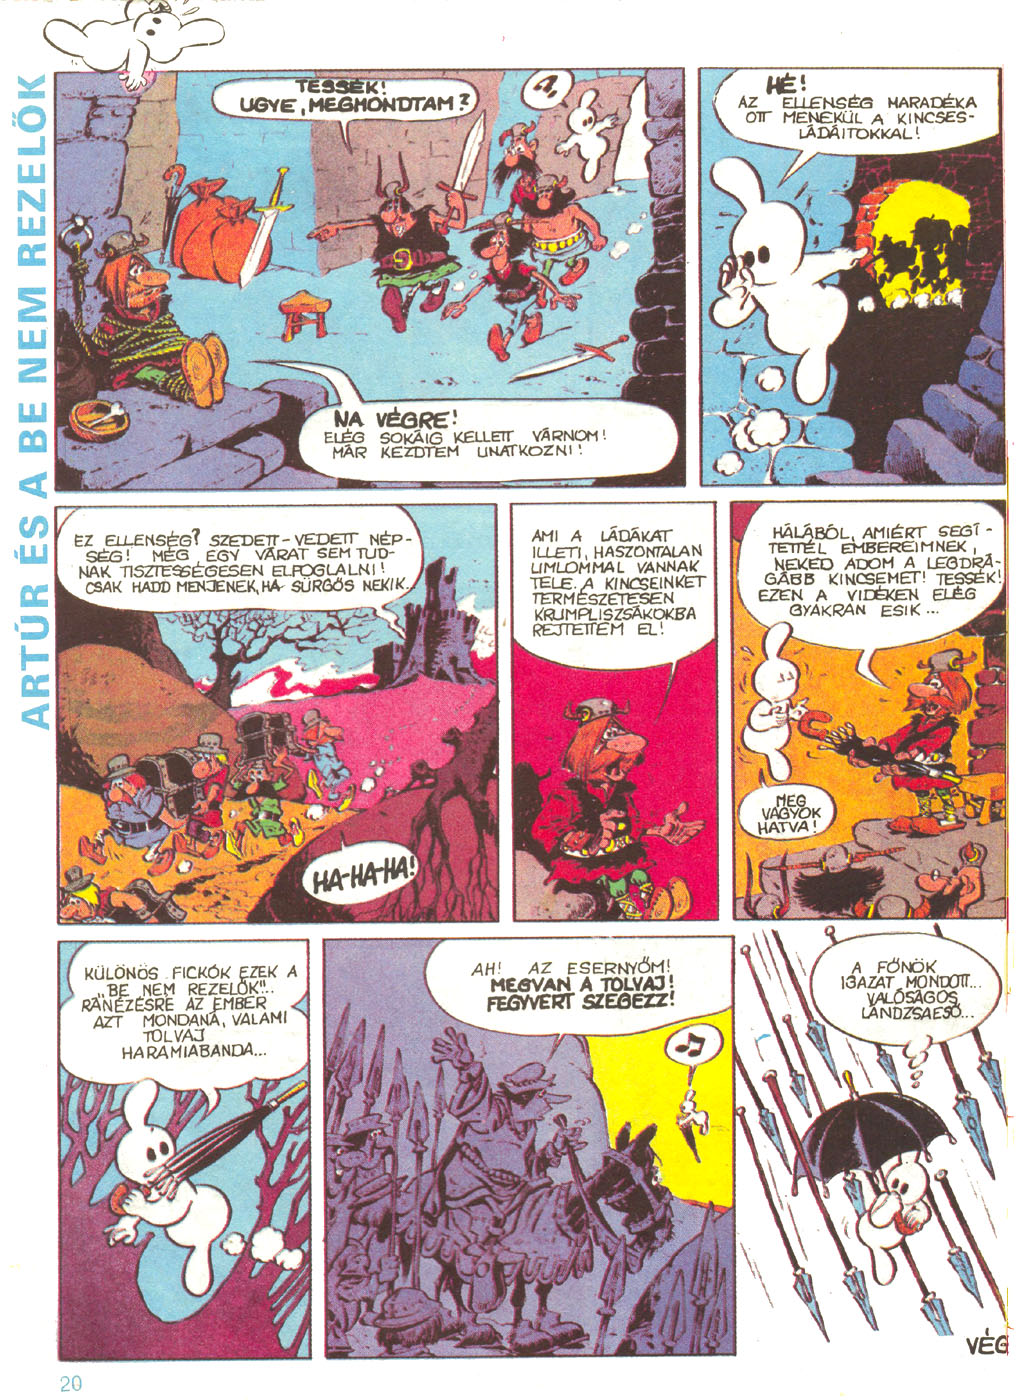 ARTÚR ÉS A BE NEM REZELŐK
TESSÉK!
UGYE, MEGMONDTAM?
NA VÉGRE!
ELÉG SOKÁIG KELLETT VÁRNOM!
MÁR KEZDTEM UNATKOZNI!
HÉ!
AZ ELLENSÉG MARADÉKA
OTT MENEKÜL A KINCSES-
LÁDÁITOKKAL!
EZ ELLENSÉG? SZEDETT-VEDETT NÉP-
SÉG! MÉG EGY VÁRAT SEM TUD-
NAK TISZTESSÉGESEN ELFOGLALNI!
CSAK HADD MENJENEK, HA SÜRGŐS NEKIK.
HA-HA-HA!
AMI A LÁDÁKAT
ILLETI, HASZONTALAN
LIMLOMMAL VANNAK
TELE. A KINCSEINKET
TERMÉSZETESEN
KRUMPLISZSÁKOKBA
REJTETTEM EL!
HÁLÁBÓL, AMIÉRT SEGÍ-
TETTÉL EMBEREIMNEK,
NEKED ADOM A LEGDRÁ-
GÁBB KINCSEMET! TESSÉK!
EZEN A VIDÉKEN ELÉG
GYAKRAN ESIK...
MEG
VAGYOK
HATVA!
KÜLÖNÖS FICKÓK EZEK A
"BE NEM REZELŐK"...
RÁNÉZÉSRE AZ EMBER
AZT MONDANÁ, VALAMI
TOLVAJ
HARAMIABANDA...
AH! AZ ESERNYŐM!
MEGVAN A TOLVAJ!
FEGYVERT SZEGEZZ!
A FŐNÖK
IGAZAT MONDOTT...
VALÓSÁGOS
LÁNDZSAESŐ...
VÉG
20